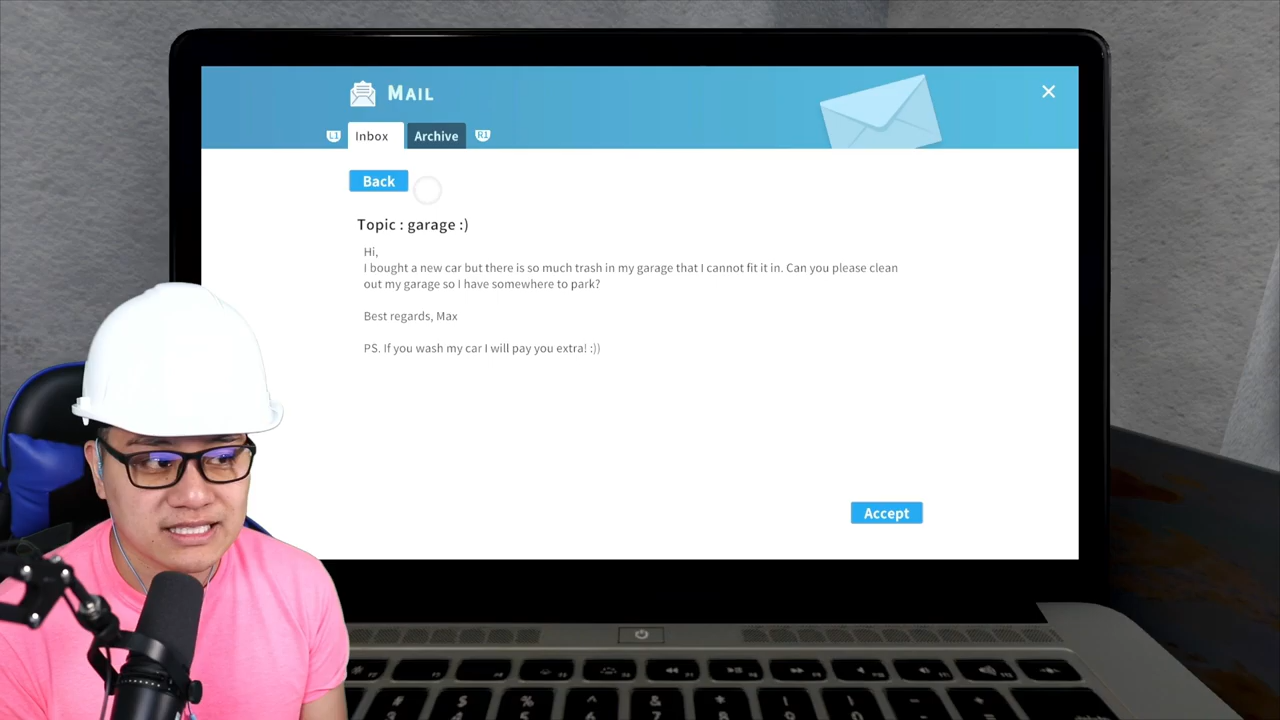 MAIL
L1 Inbox Archive R1
Back
Topic : garage :)
Hi,
I bought a new car but there is so much trash in my garage that I cannot fit it in. Can you please clean
out my garage so I have somewhere to park?
Best regards, Max
PS. If you wash my car I will pay you extra! :))
Accept